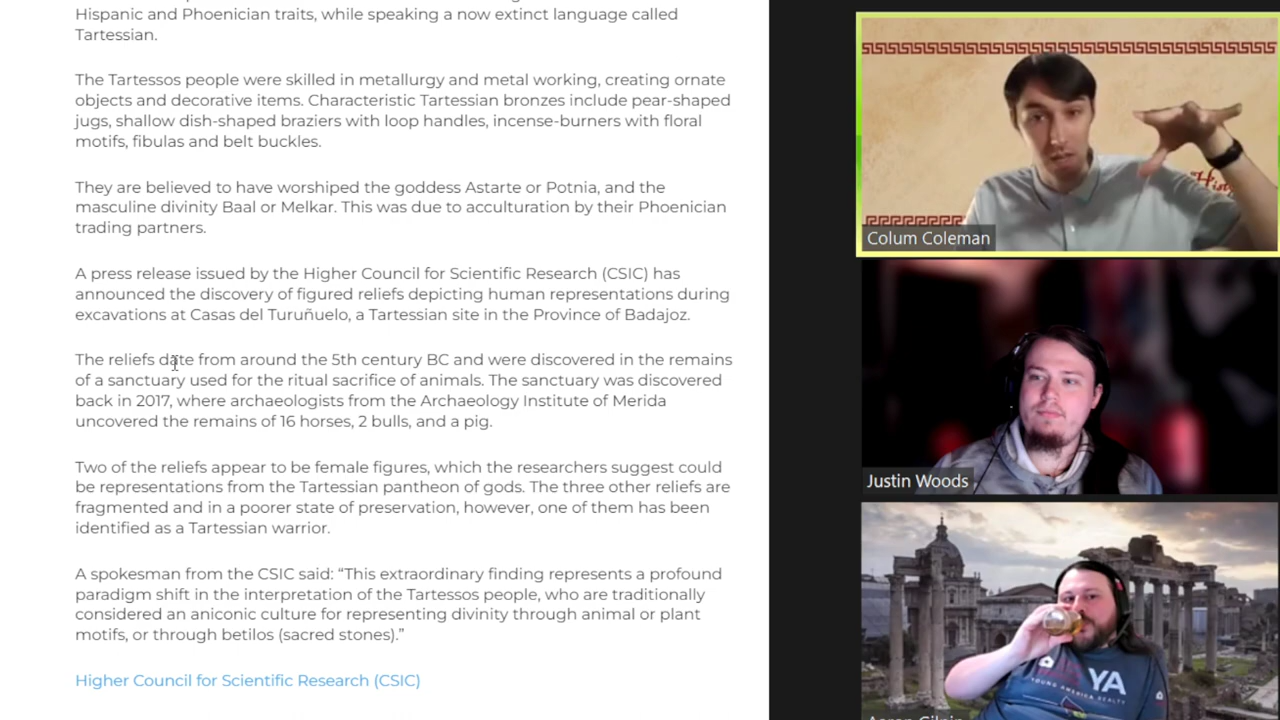 Hispanic and Phoenician traits, while speaking a now extinct language called
Tartessian.
The Tartessos people were skilled in metallurgy and metal working, creating ornate
objects and decorative items. Characteristic Tartessian bronzes include pear-shaped
jugs, shallow dish-shaped braziers with loop handles, incense-burners with floral
motifs, fibulas and belt buckles.
They are believed to have worshiped the goddess Astarte or Potnia, and the
masculine divinity Baal or Melkar. This was due to acculturation by their Phoenician
trading partners.
A press release issued by the Higher Council for Scientific Research (CSIC) has
announced the discovery of figured reliefs depicting human representations during
excavations at Casas del Turuñuelo, a Tartessian site in the Province of Badajoz.
The reliefs date from around the 5th century BC and were discovered in the remains
of a sanctuary used for the ritual sacrifice of animals. The sanctuary was discovered
back in 2017, where archaeologists from the Archaeology Institute of Merida
uncovered the remains of 16 horses, 2 bulls, and a pig.
Two of the reliefs appear to be female figures, which the researchers suggest could
be representations from the Tartessian pantheon of gods. The three other reliefs are
fragmented and in a poorer state of preservation, however, one of them has been
identified as a Tartessian warrior.
A spokesman from the CSIC said: “This extraordinary finding represents a profound
paradigm shift in the interpretation of the Tartessos people, who are traditionally
considered an aniconic culture for representing divinity through animal or plant
motifs, or through betilos (sacred stones).”
Higher Council for Scientific Research (CSIC)
Colum Coleman
Justin Woods
YA
YOUNG AMERICA REALTY